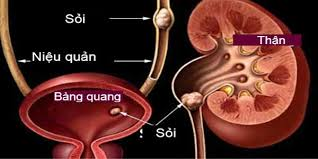 Sỏi
Niệu quản
Bàng quang
Thận
Sỏi